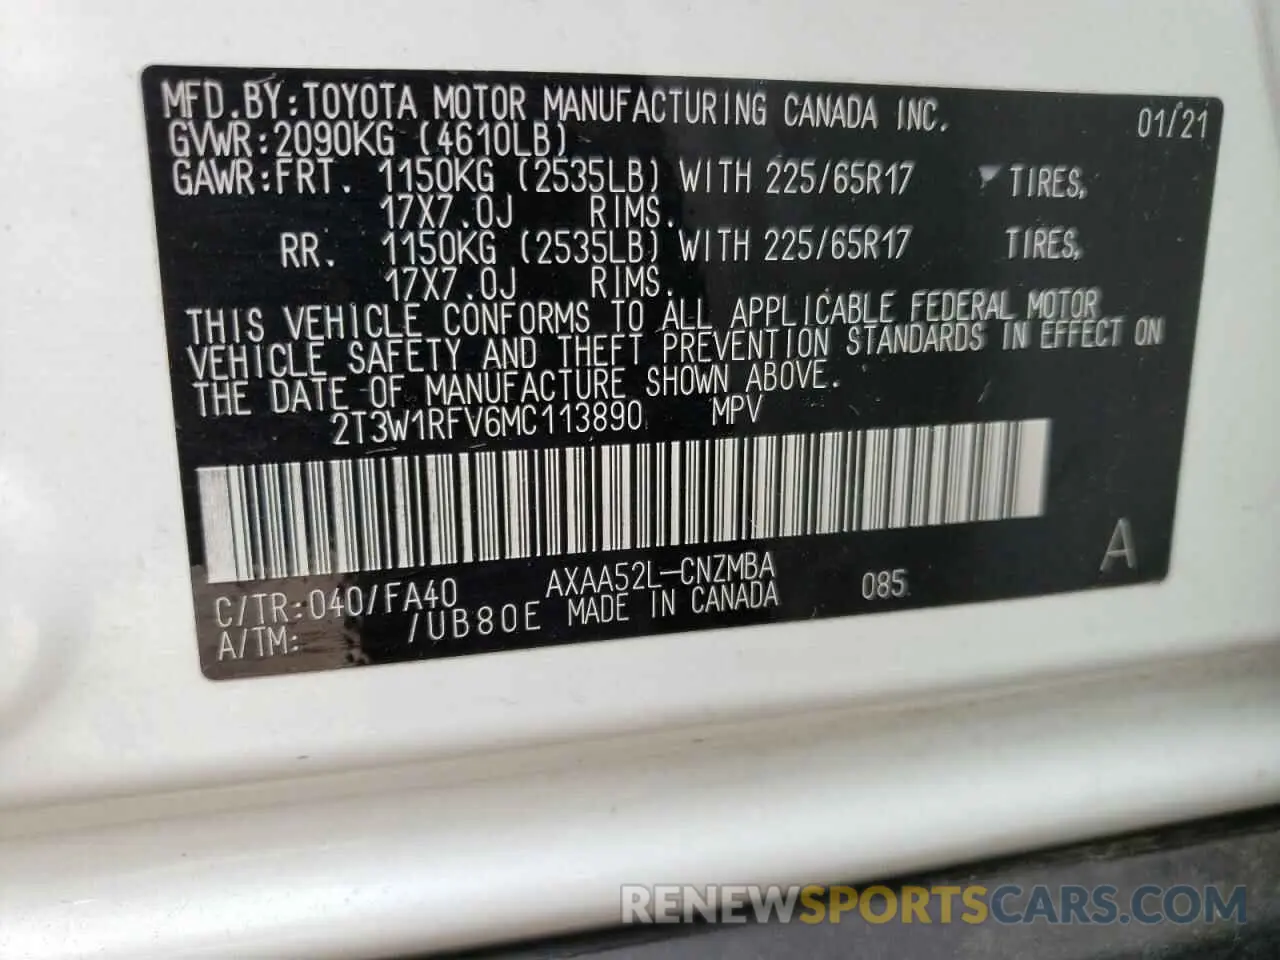 MFD.BY:TOYOTA MOTOR MANUFACTURING CANADA INC. 01/21
GVWR:2090KG (4610LB)
GAWR:FRT. 1150KG (2535LB) WITH 225/65R17 TIRES,
17X7.0J RIMS.
RR. 1150KG (2535LB) WITH 225/65R17 TIRES,
17X7.0J RIMS.
THIS VEHICLE CONFORMS TO ALL APPLICABLE FEDERAL MOTOR
VEHICLE SAFETY AND THEFT PREVENTION STANDARDS IN EFFECT ON
THE DATE OF MANUFACTURE SHOWN ABOVE.
2T3W1RFV6MC113890 MPV
A
C/TR:040/FA40 AXAA52L-CNZMBA 085
A/TM: /UB80E MADE IN CANADA
RENEWSPORTSCARS.COM